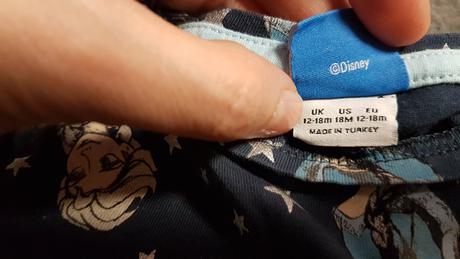 ©Disney
UK US EU
12-18m 18M 12-18m
MADE IN TURKEY